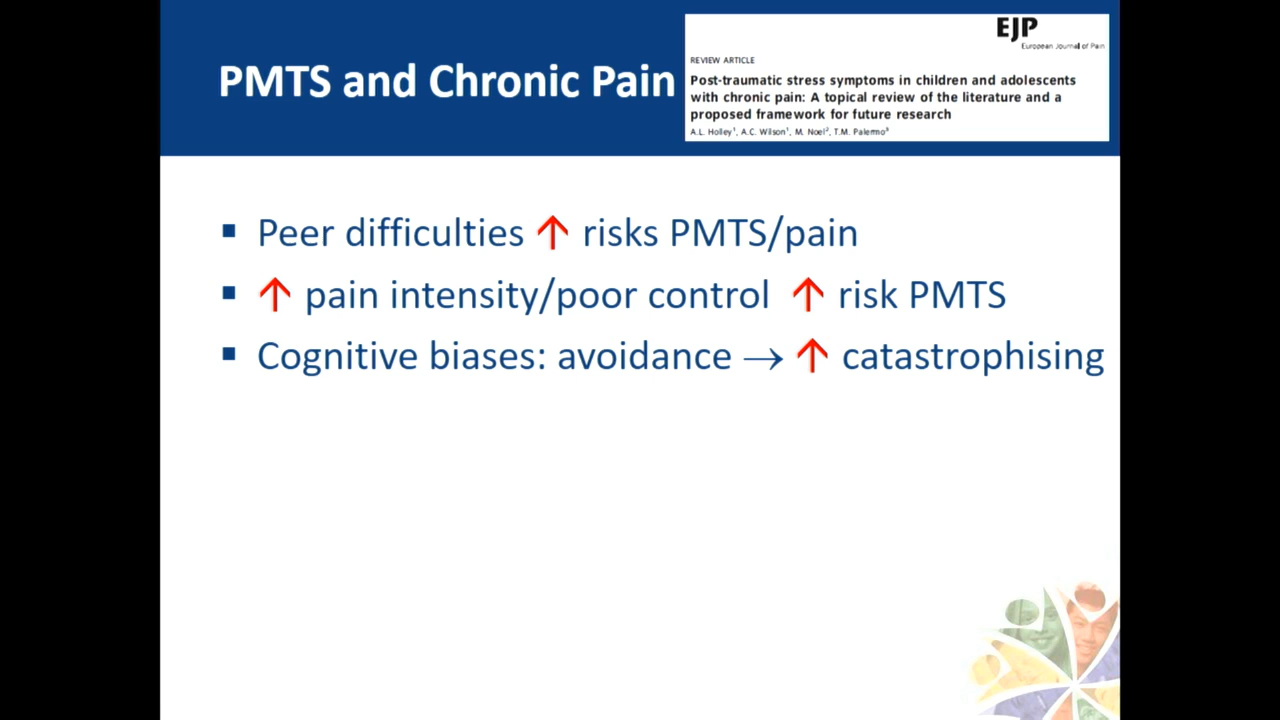 PMTS and Chronic Pain
EJP
European Journal of Pain
REVIEW ARTICLE
Post-traumatic stress symptoms in children and adolescents
with chronic pain: A topical review of the literature and a
proposed framework for future research
A.L. Holley¹, A.C. Wilson¹, M. Noel², T.M. Palermo³
▪ Peer difficulties ↑ risks PMTS/pain
▪ ↑ pain intensity/poor control ↑ risk PMTS
▪ Cognitive biases: avoidance → ↑ catastrophising